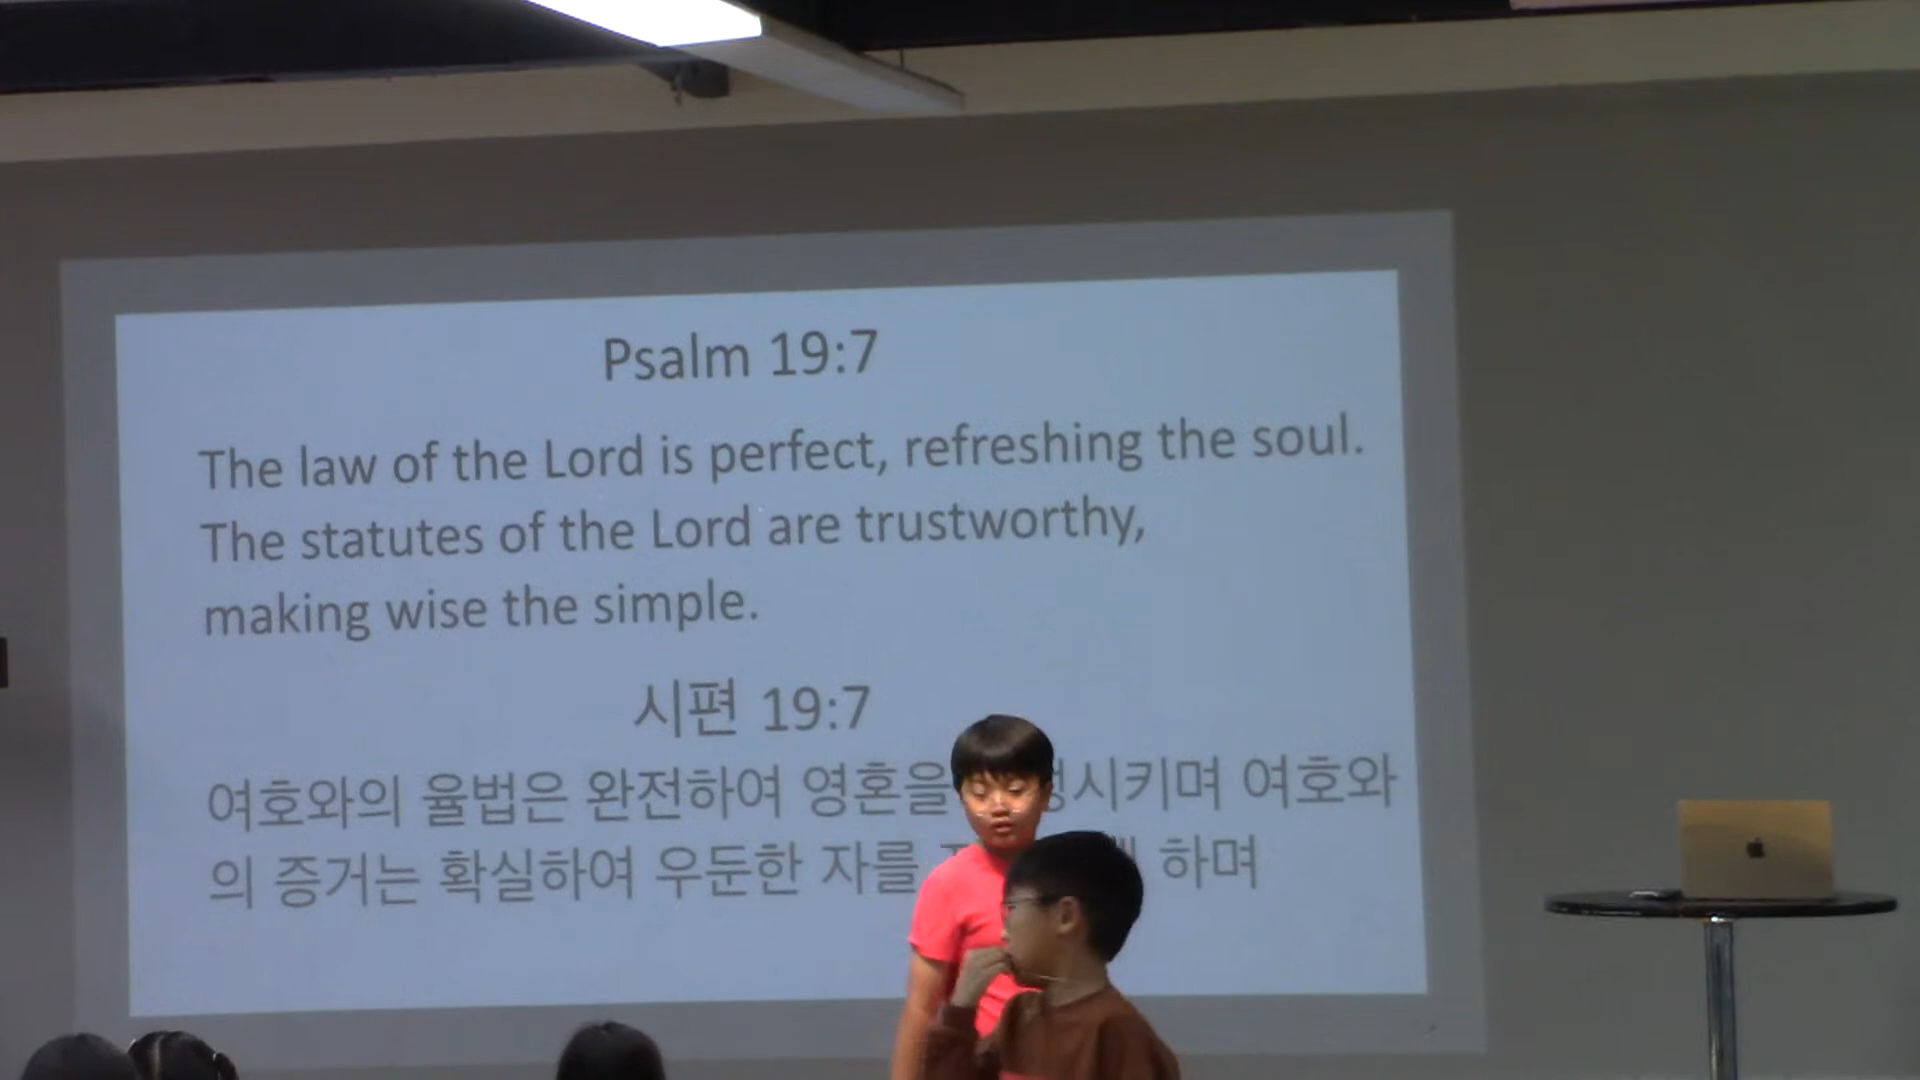 Psalm 19:7
The law of the Lord is perfect, refreshing the soul.
The statutes of the Lord are trustworthy,
making wise the simple.
시편 19:7
여호와의 율법은 완전하여 영혼을 여호와
의 증거는 확실하여 우둔한 자를 하며